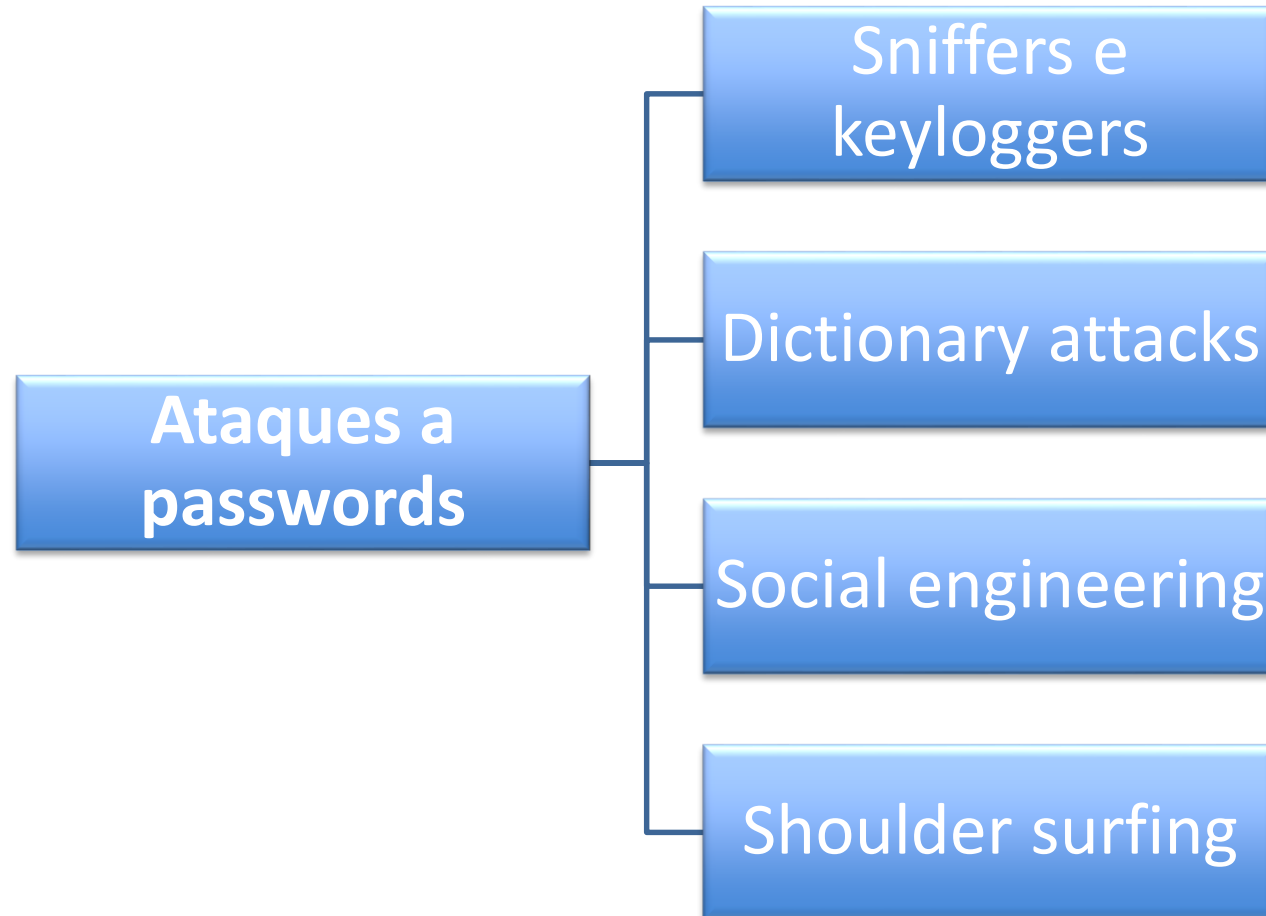 Sniffers e
keyloggers
Dictionary attacks
Ataques a
passwords
Social engineering
Shoulder surfing